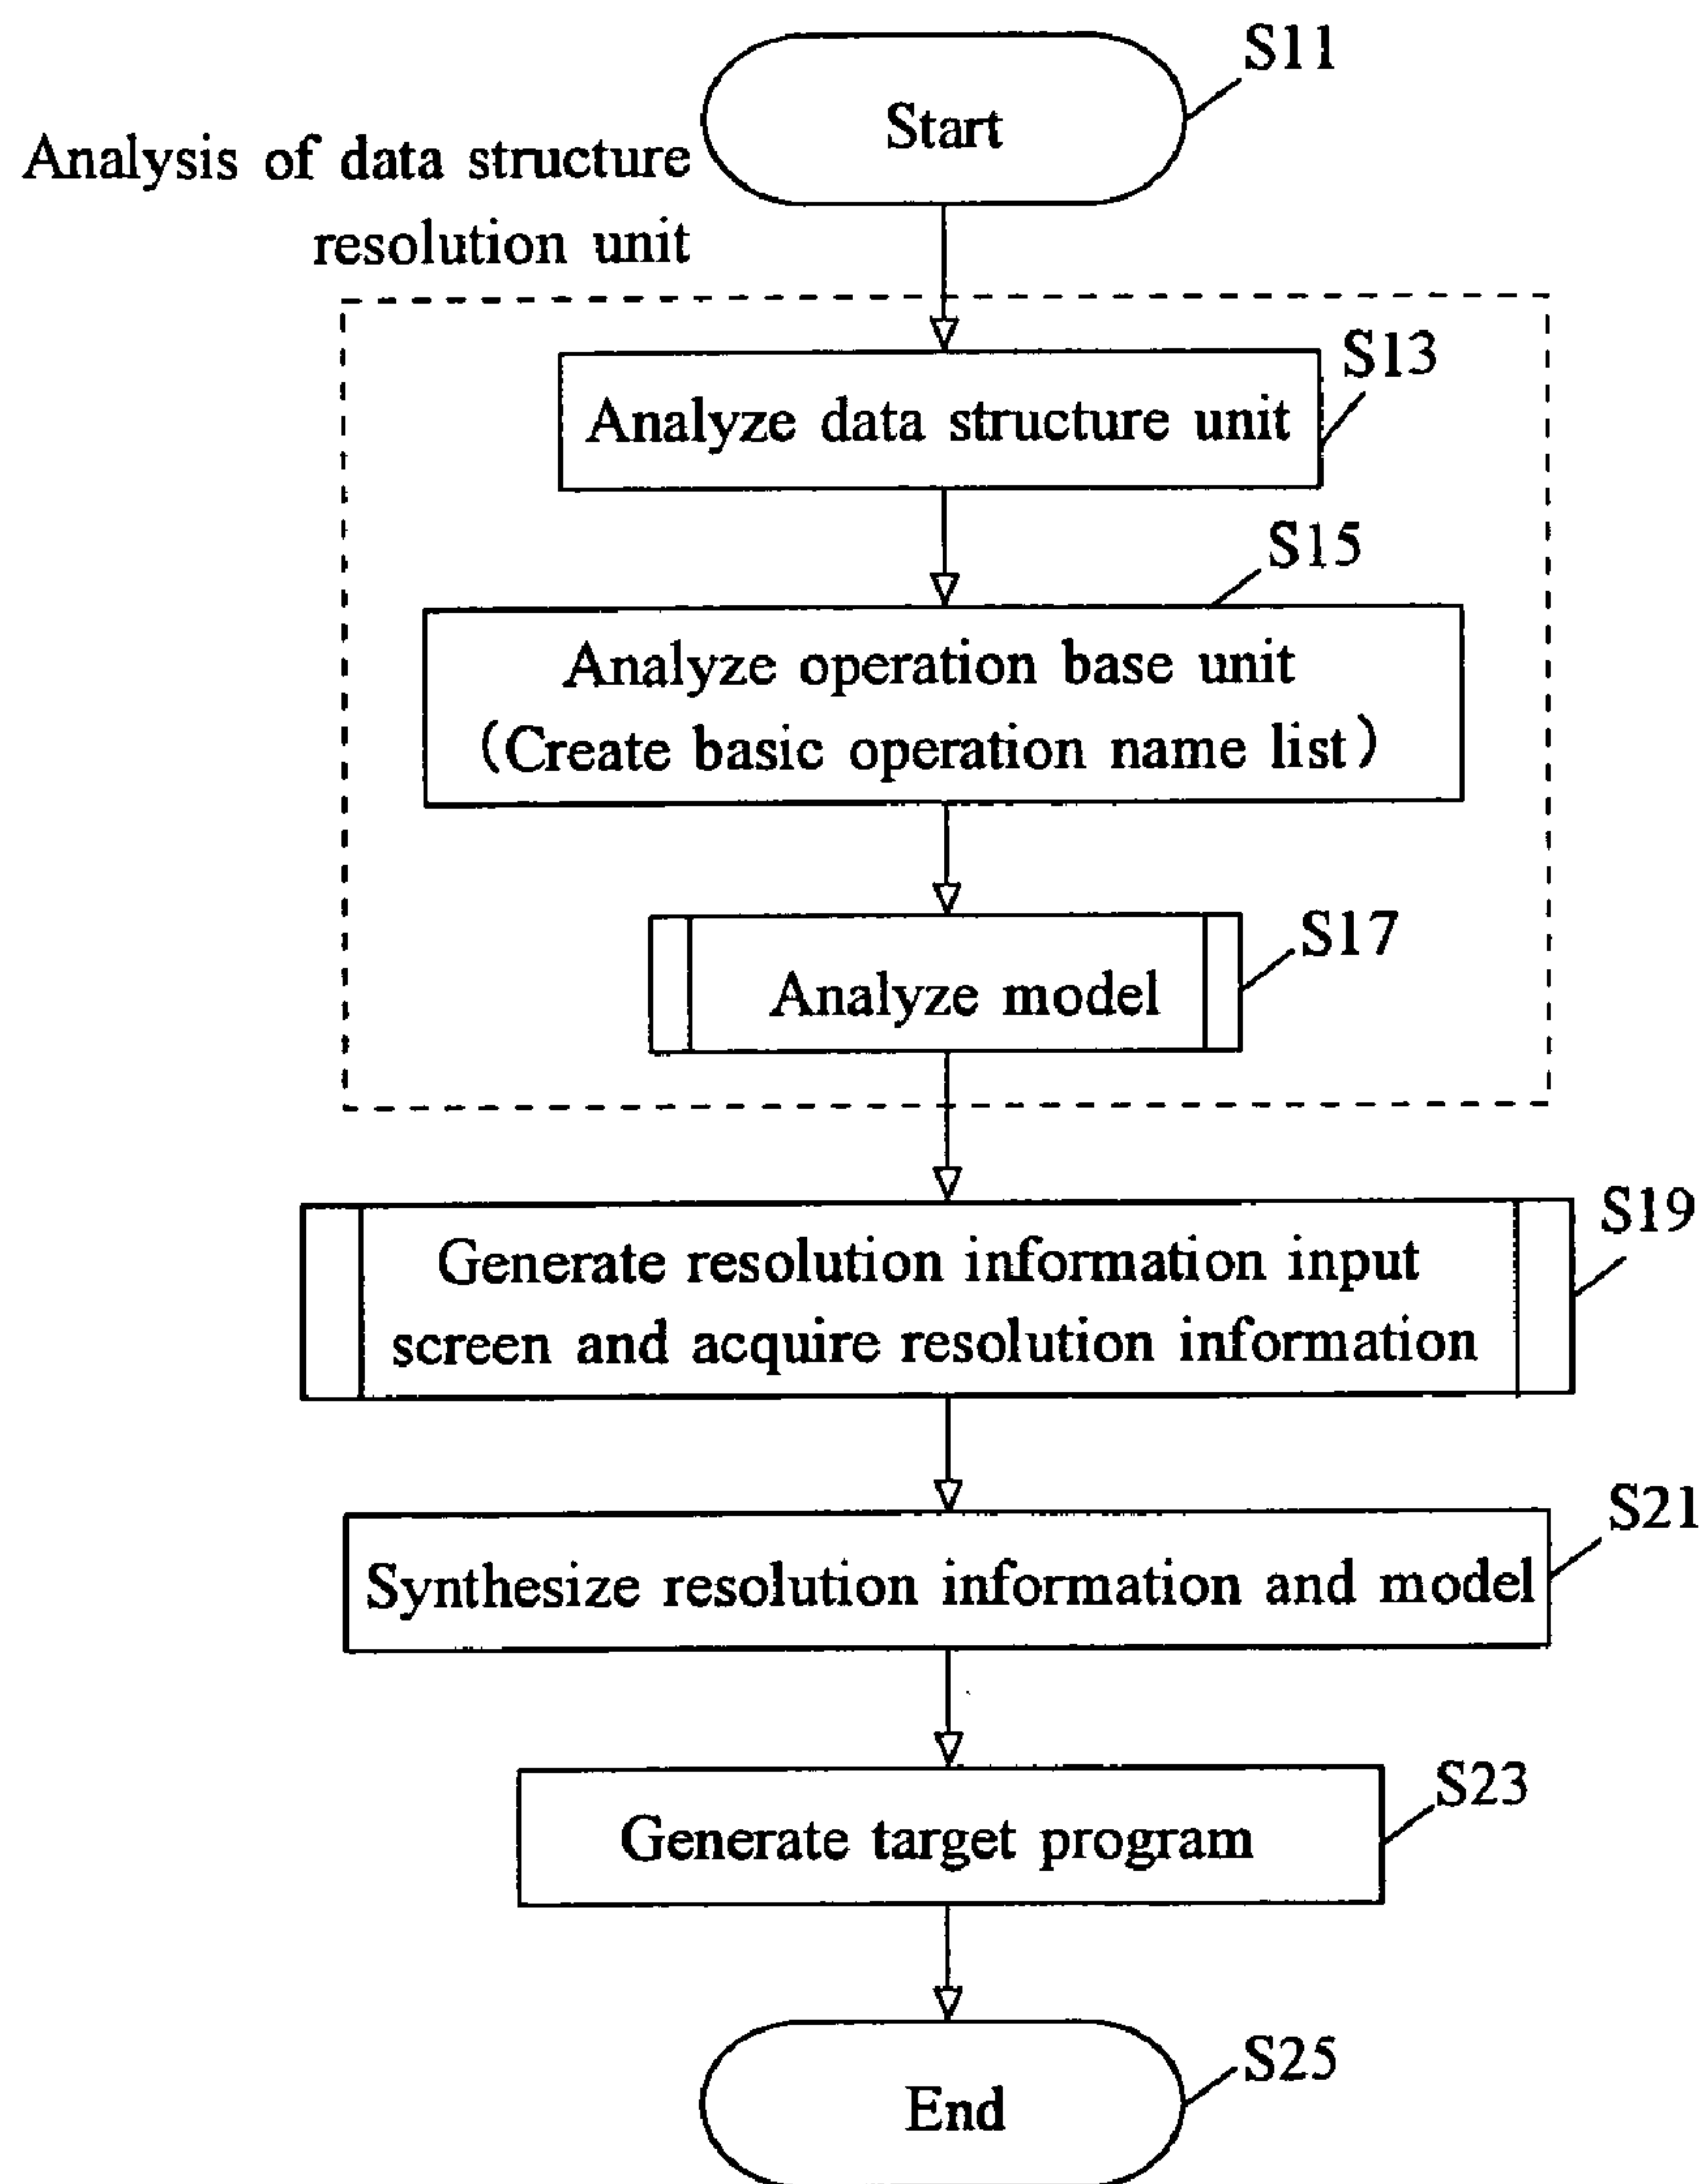 S11
Start
Analysis of data structure
resolution unit
S13
Analyze data structure unit
S15
Analyze operation base unit
(Create basic operation name list)
S17
Analyze model
S19
Generate resolution information input
screen and acquire resolution information
S21
Synthesize resolution information and model
S23
Generate target program
S25
End